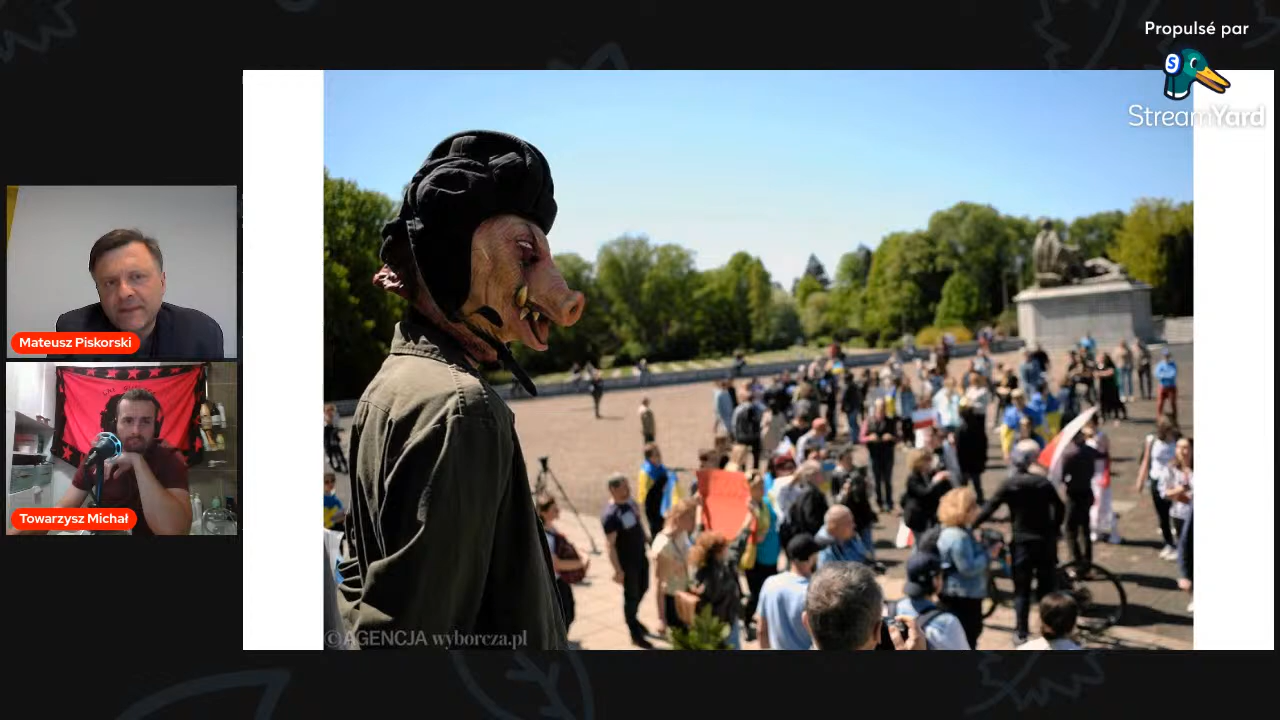 Propulsé par
StreamYard
Mateusz Piskorski
Towarzysz Michał
©AGENCJA wyborcza.pl